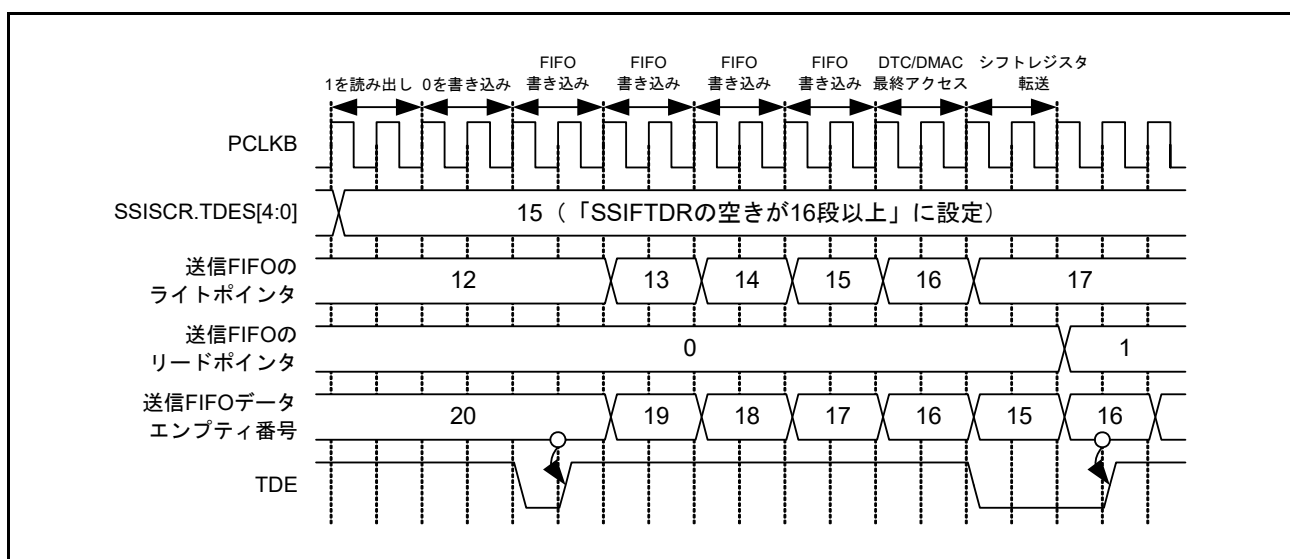 1を読み出し 0を書き込み FIFO 書き込み FIFO 書き込み FIFO 書き込み FIFO 書き込み DTC/DMAC 最終アクセス シフトレジスタ 転送
PCLKB
SSISCR.TDES[4:0] 15（「SSIFTDRの空きが16段以上」に設定）
送信FIFOの
ライトポインタ 12 13 14 15 16 17
送信FIFOの
リードポインタ 0 1
送信FIFOデータ
エンプティ番号 20 19 18 17 16 15 16
TDE